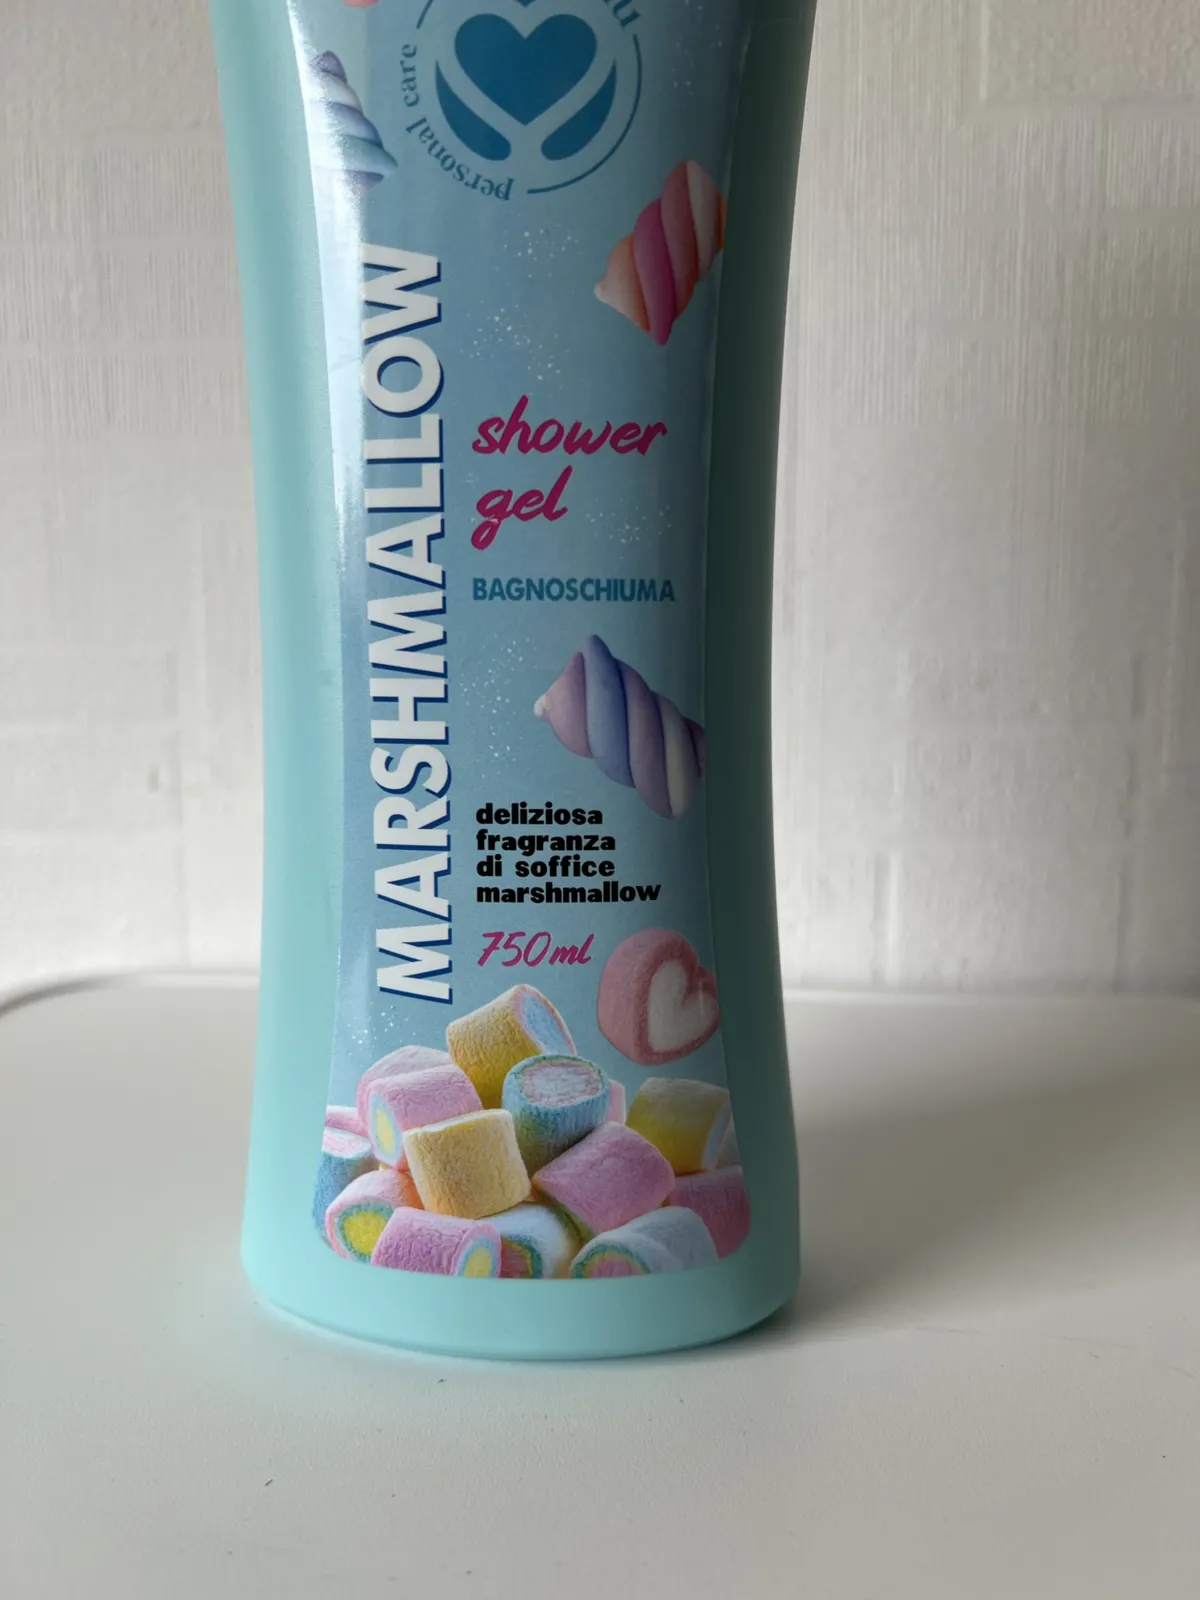 personal care
MARSHMALLOW
shower
gel
BAGNOSCHIUMA
deliziosa
fragranza
di soffice
marshmallow
750ml